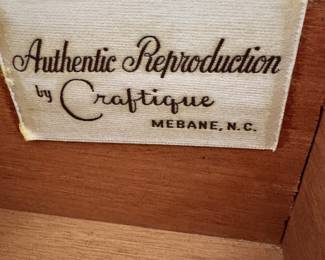 Authentic Reproduction
by Craftique
MEBANE, N.C.